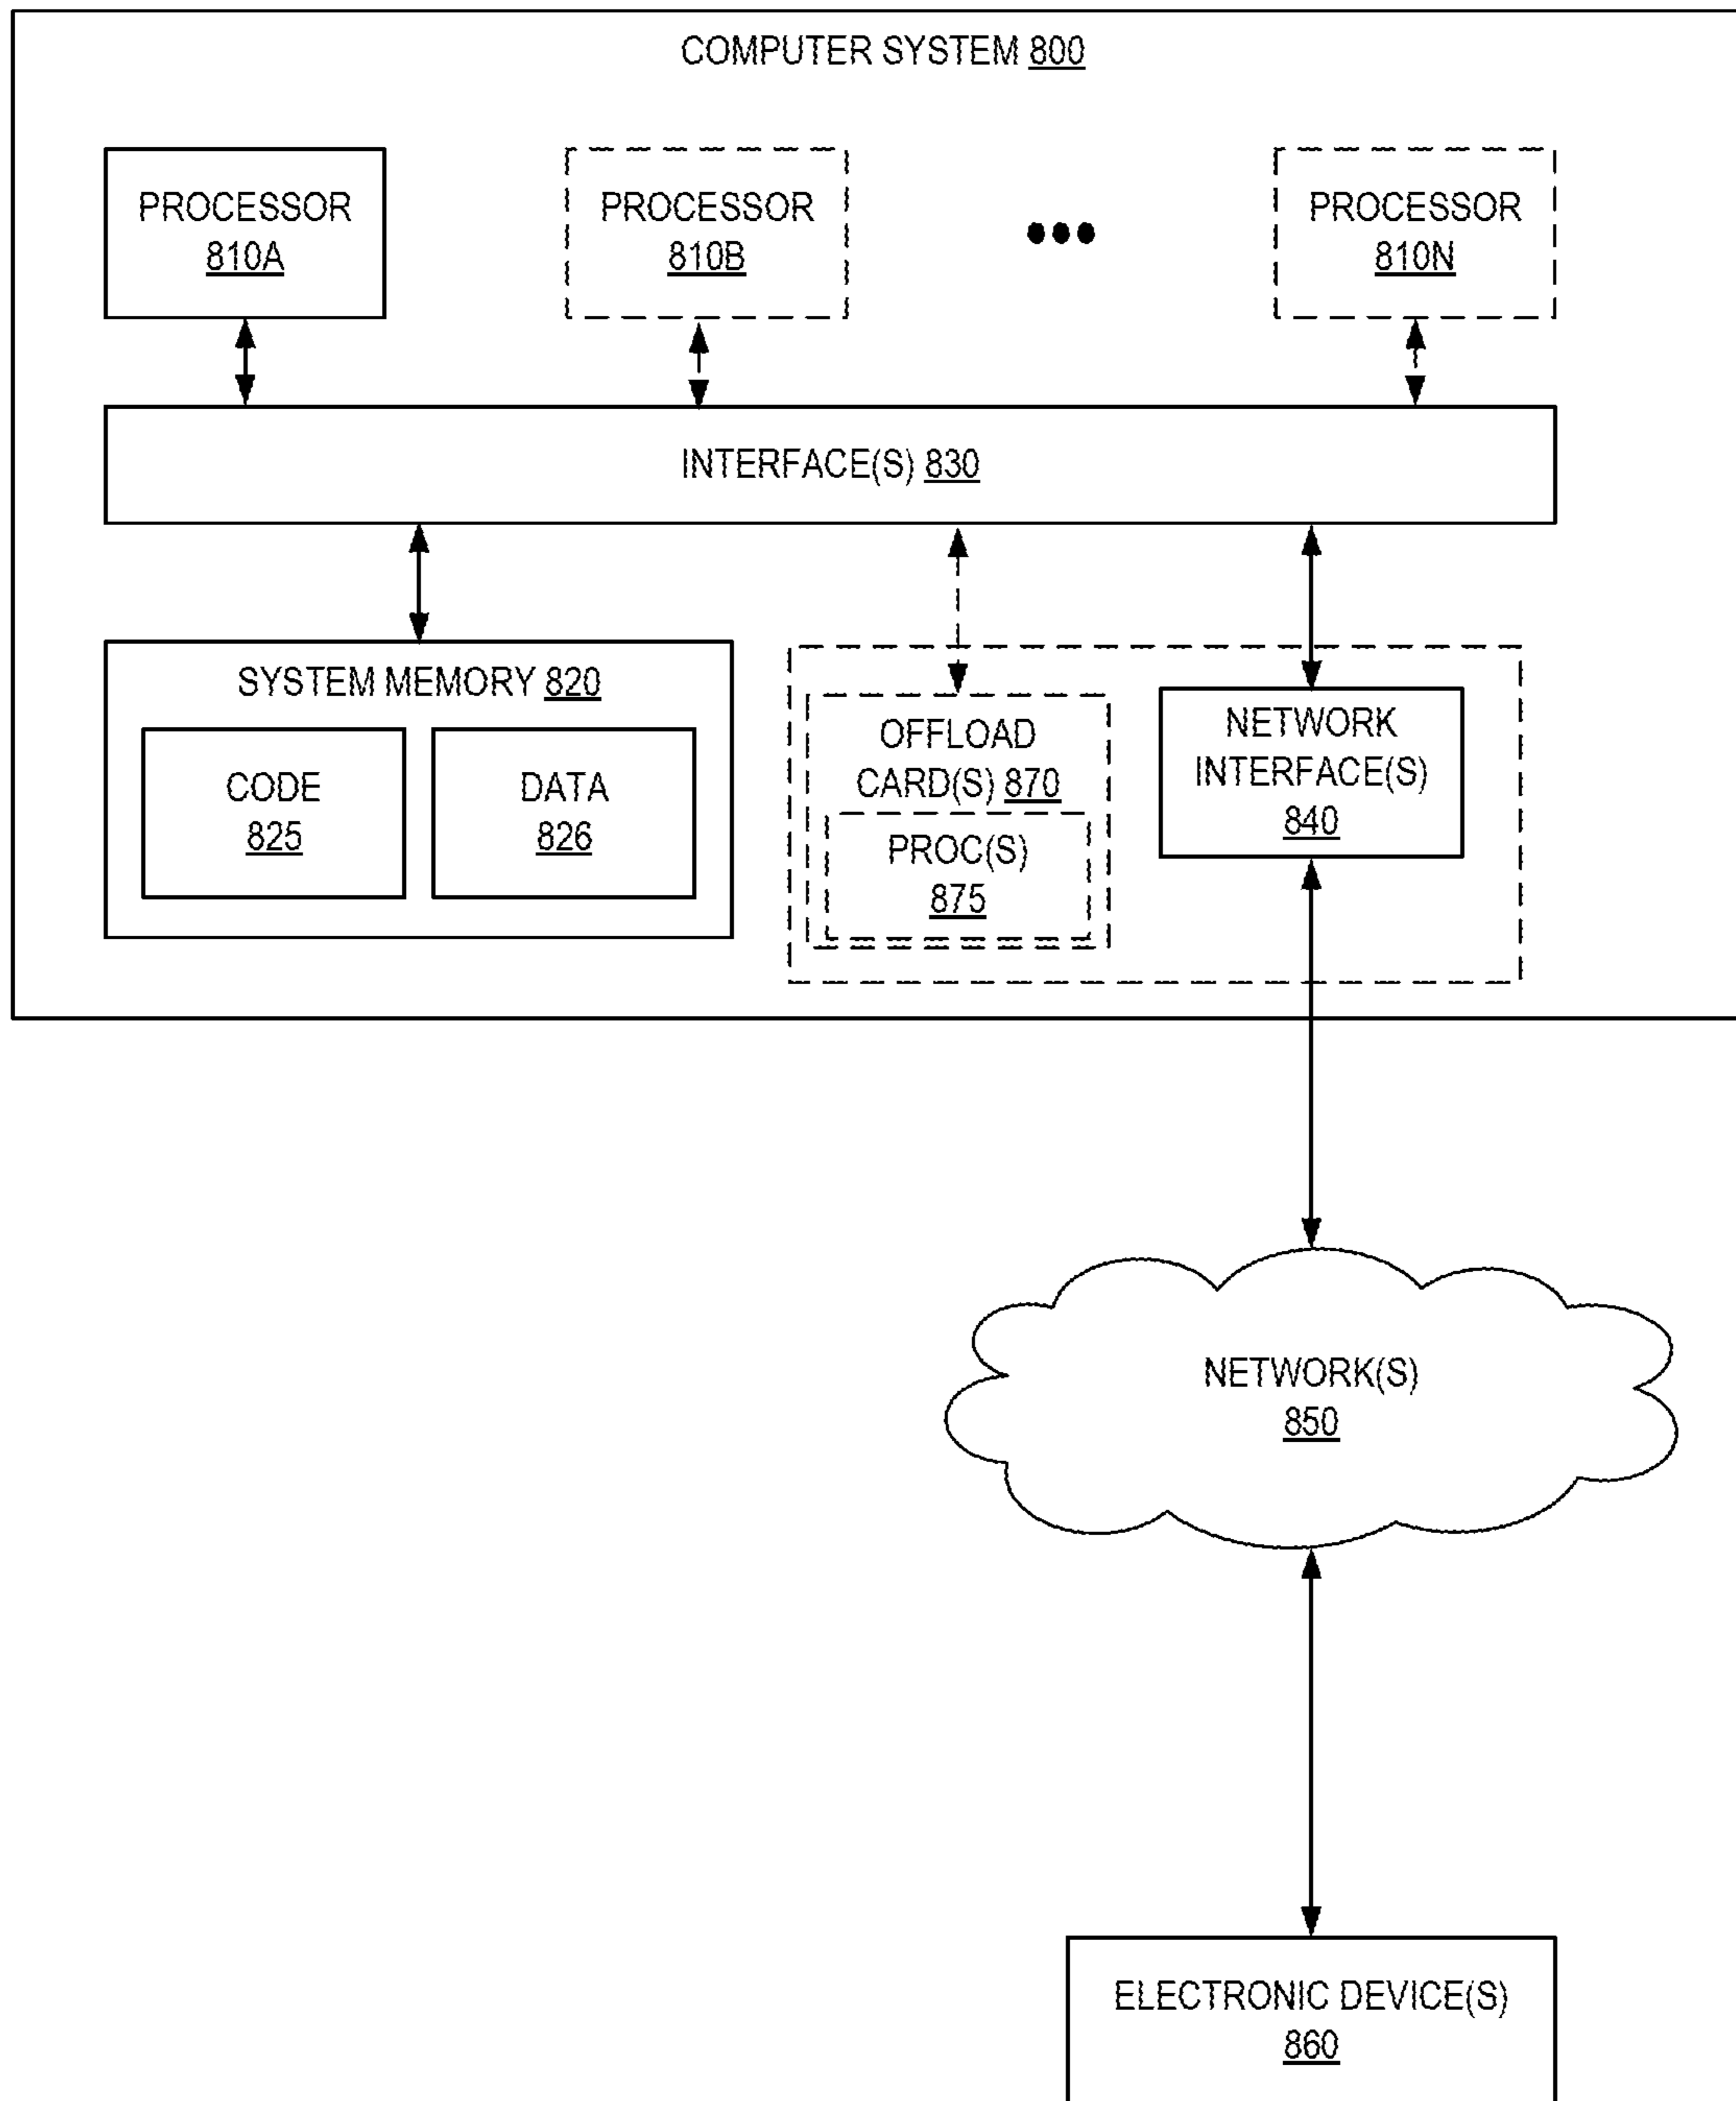 COMPUTER SYSTEM 800
PROCESSOR
810A
PROCESSOR
810B
PROCESSOR
810N
INTERFACE(S) 830
SYSTEM MEMORY 820
CODE
825
DATA
826
OFFLOAD
CARD(S) 870
PROC(S)
875
NETWORK
INTERFACE(S)
840
NETWORK(S)
850
ELECTRONIC DEVICE(S)
860